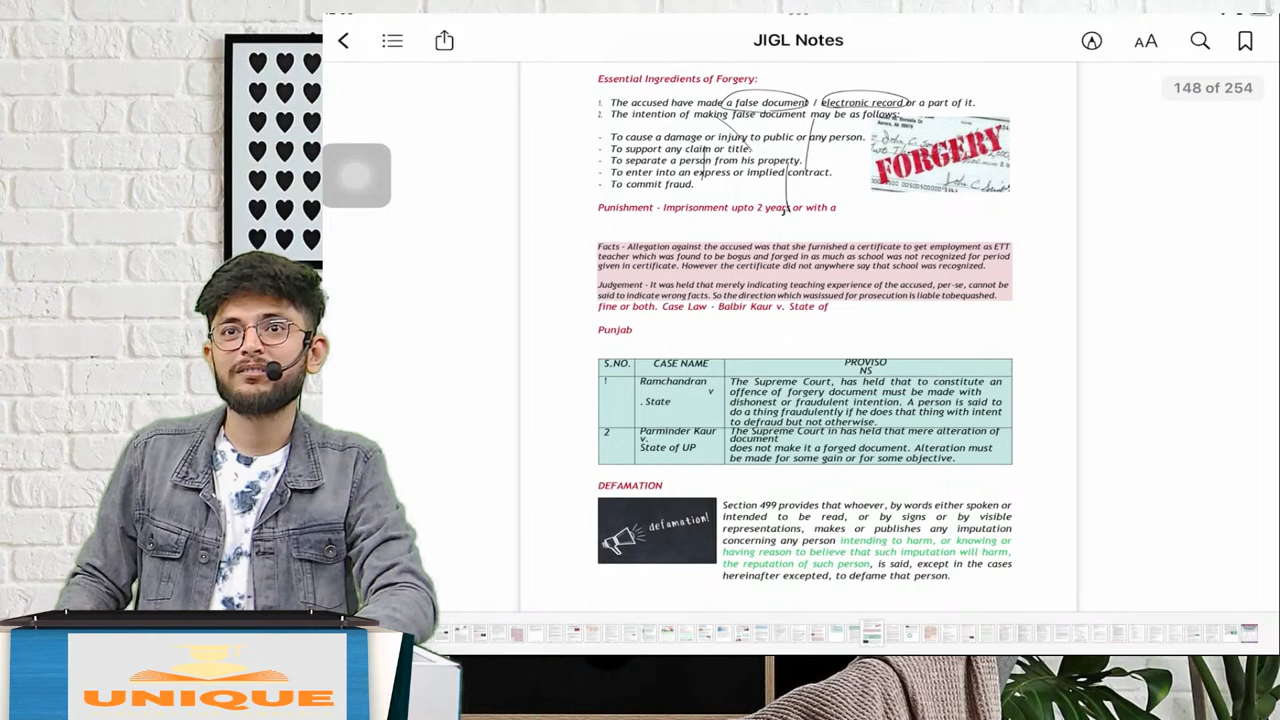 JIGL Notes
AA
148 of 254
Essential Ingredients of Forgery:
1. The accused have made a false document / electronic record or a part of it.
2. The intention of making false document may be as follows:
- To cause a damage or injury to public or any person.
- To support any claim or title.
- To separate a person from his property.
- To enter into an express or implied contract.
- To commit fraud.
FORGERY
Punishment - Imprisonment upto 2 years or with a
Facts - Allegation against the accused was that she furnished a certificate to get employment as ETT
teacher which was found to be bogus and forged in as much as school was not recognized for period
given in certificate. However the certificate did not anywhere say that school was recognized.
Judgement - It was held that merely indicating teaching experience of the accused, per-se, cannot be
said to indicate wrong facts. So the direction which wasissued for prosecution is liable tobequashed.
fine or both. Case Law - Balbir Kaur v. State of
Punjab
S.NO. CASE NAME PROVISO
NS
1 Ramchandran The Supreme Court, has held that to constitute an
v offence of forgery document must be made with
. State dishonest or fraudulent intention. A person is said to
do a thing fraudulently if he does that thing with intent
to defraud but not otherwise.
2 Parminder Kaur The Supreme Court in has held that mere alteration of
v. document
State of UP does not make it a forged document. Alteration must
be made for some gain or for some objective.
DEFAMATION
defamation!
Section 499 provides that whoever, by words either spoken or
intended to be read, or by signs or by visible
representations, makes or publishes any imputation
concerning any person intending to harm, or knowing or
having reason to believe that such imputation will harm,
the reputation of such person, is said, except in the cases
hereinafter excepted, to defame that person.
UNIQUE